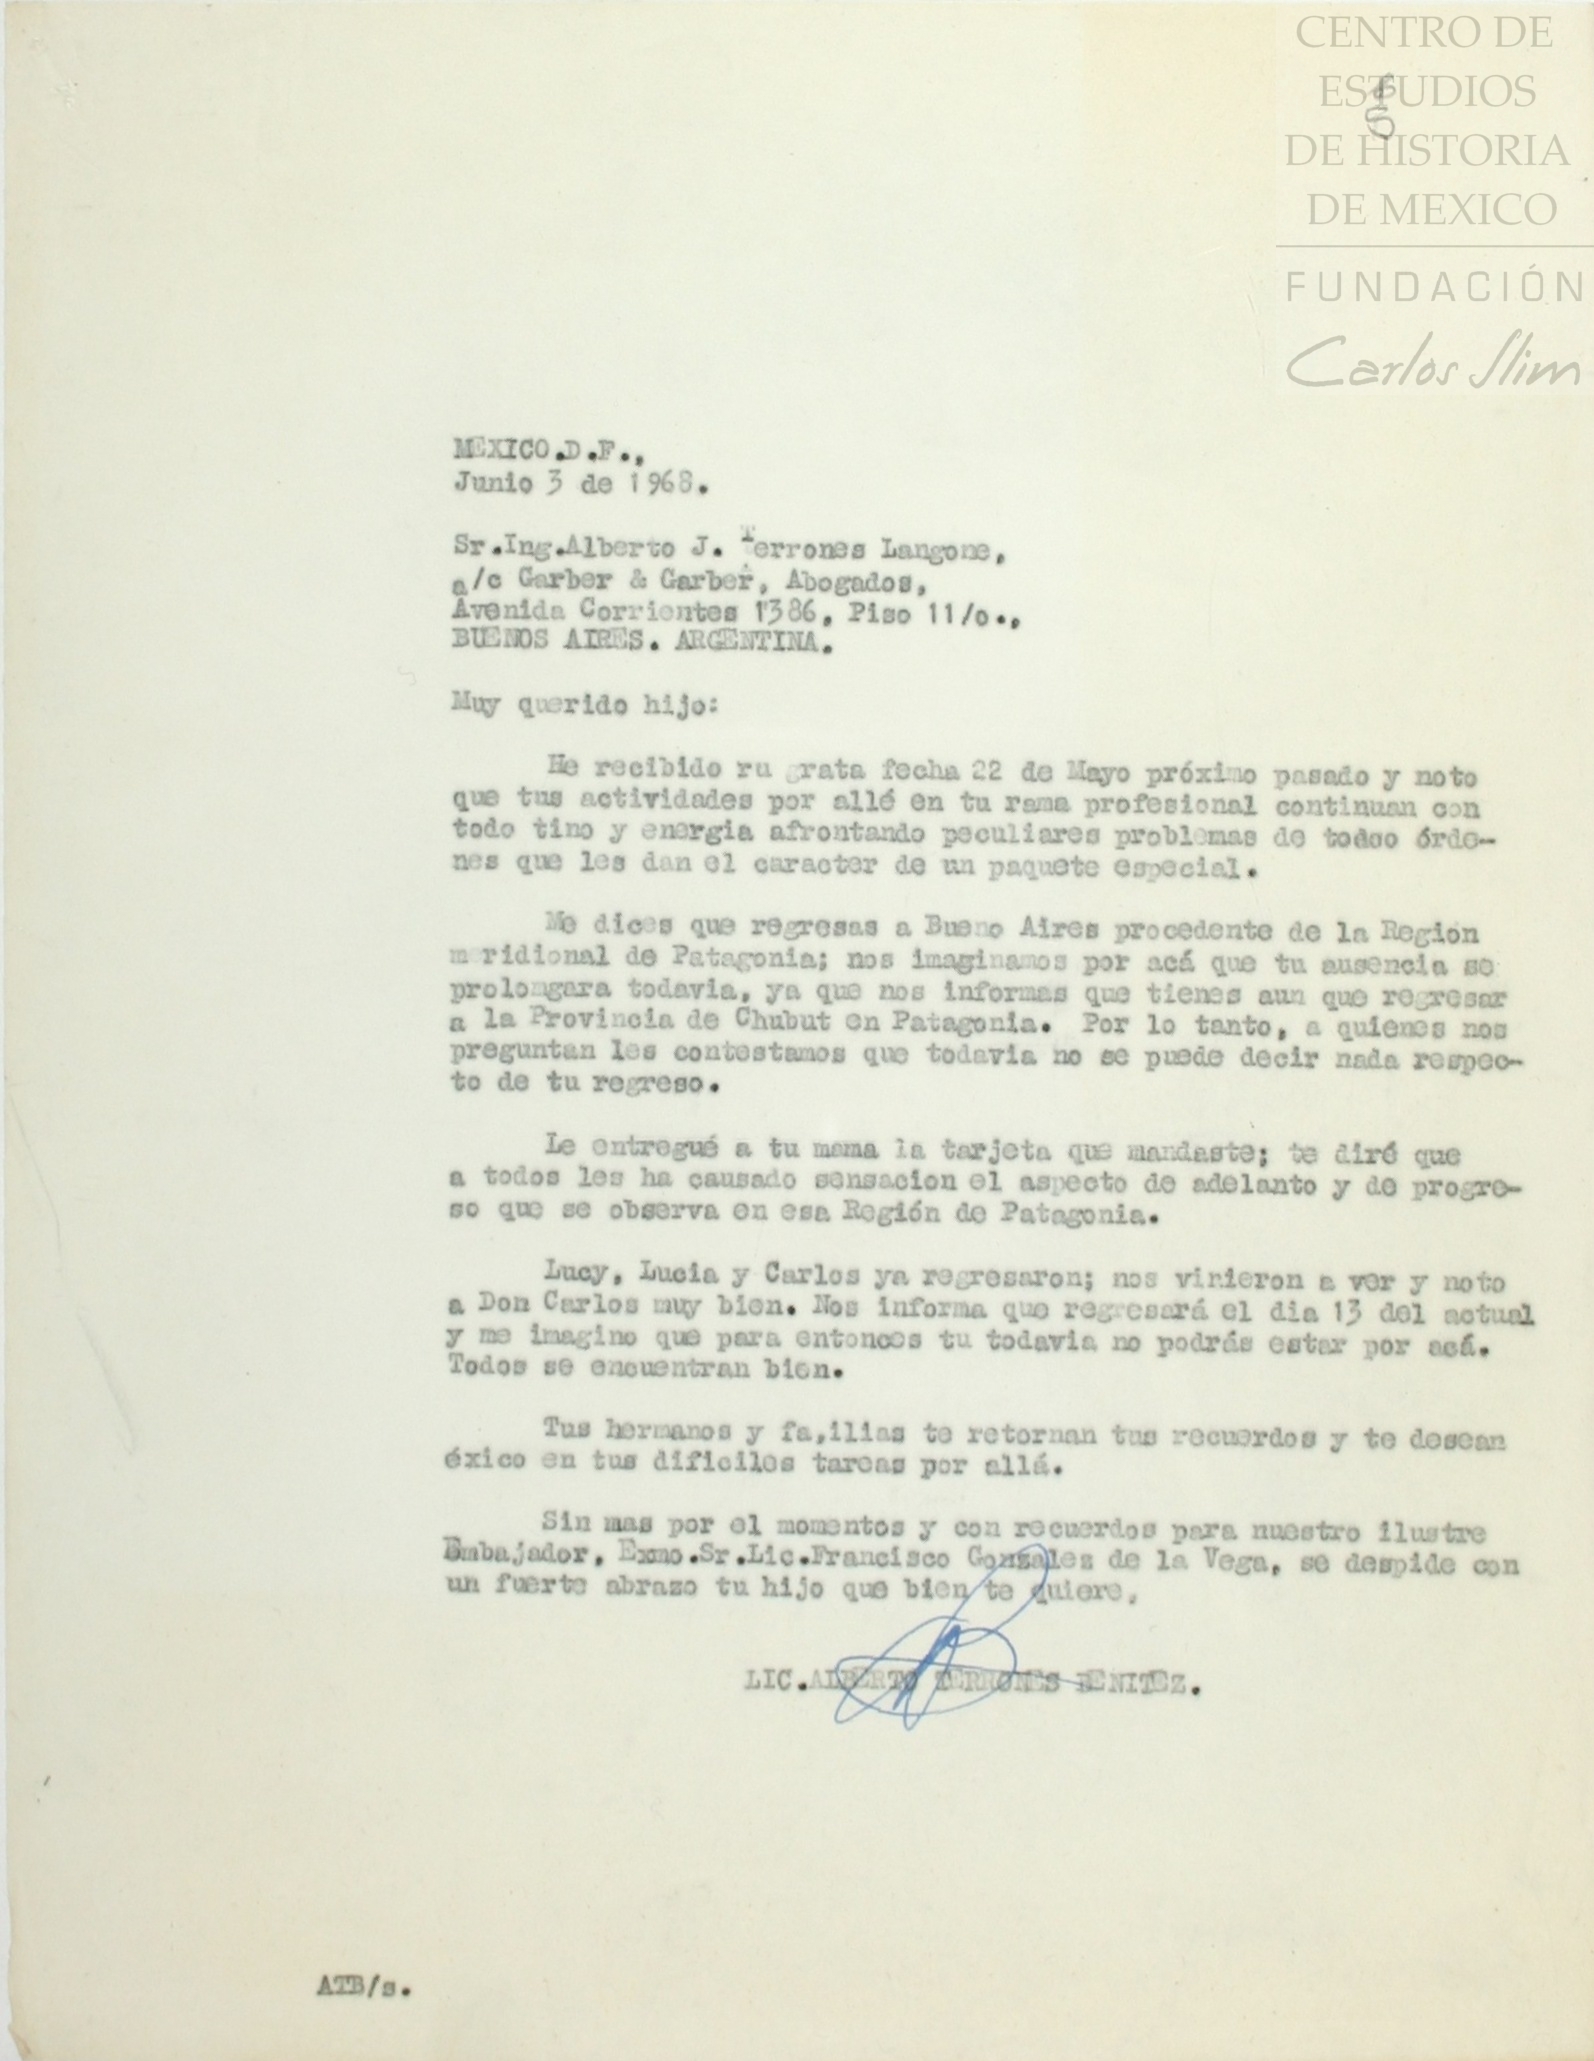 CENTRO DE
ESTUDIOS
DE HISTORIA
DE MEXICO
FUNDACIÓN
Carlos Slim
MEXICO.D.F.,
Junio 3 de 1968.
Sr.Ing.Alberto J. Terrones Langone,
a/c Garber & Garber, Abogados,
Avenida Corrientes 1386, Piso 11/o.,
BUENOS AIRES. ARGENTINA.
Muy querido hijo:
He recibido ru grata fecha 22 de Mayo próximo pasado y noto
que tus actividades por allé en tu rama profesional continuan con
todo tino y energia afrontando peculiares problemas de todso órde-
nes que les dan el caracter de un paquete especial.
Me dices que regresas a Bueno Aires procedente de la Región
meridional de Patagonia; nos imaginamos por acá que tu ausencia se
prolongara todavia, ya que nos informas que tienes aun que regresar
a la Provincia de Chubut en Patagonia. Por lo tanto, a quienes nos
preguntan les contestamos que todavia no se puede decir nada respec-
to de tu regreso.
Le entregué a tu mama la tarjeta que mandaste; te diré que
a todos les ha causado sensacion el aspecto de adelanto y de progre-
so que se observa en esa Región de Patagonia.
Lucy, Lucia y Carlos ya regresaron; nos vinieron a ver y noto
a Don Carlos muy bien. Nos informa que regresará el dia 13 del actual
y me imagino que para entonces tu todavia no podrás estar por acá.
Todos se encuentran bien.
Tus hermanos y fa,ilias te retornan tus recuerdos y te desean
éxico en tus dificiles tareas por allá.
Sin mas por el momentos y con recuerdos para nuestro ilustre
Embajador, Exmo.Sr.Lic.Francisco Gonzales de la Vega, se despide con
un fuerte abrazo tu hijo que bien te quiere,
LIC.ALBERTO TERRONES BENITEZ.
ATB/s.